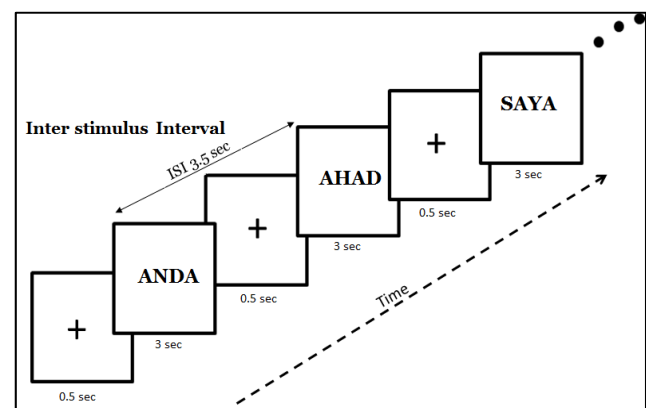 SAYA
+
3 sec
Inter stimulus Interval
ISI 3.5 sec
AHAD
0.5 sec
+
3 sec
ANDA
0.5 sec
+
3 sec
0.5 sec
Time